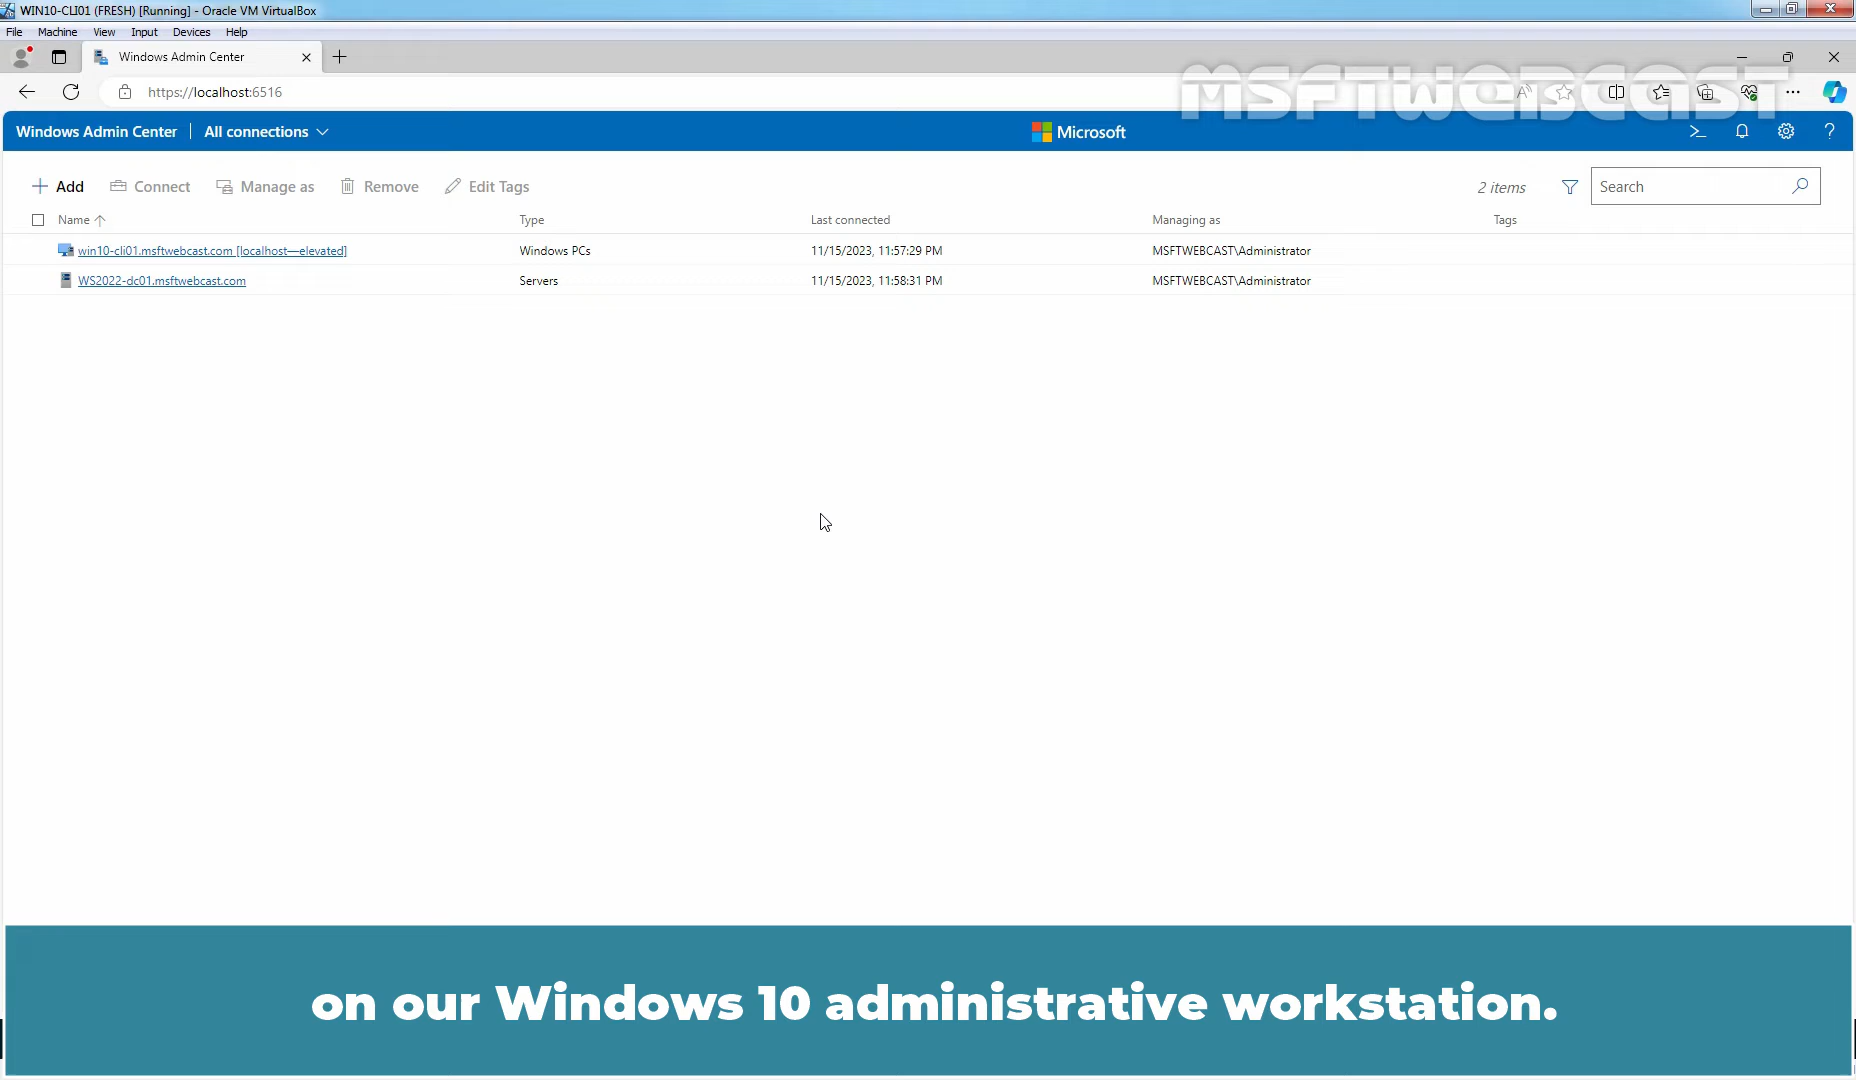 WIN10-CLI01 (FRESH) [Running] - Oracle VM VirtualBox
File Machine View Input Devices Help
Windows Admin Center
https://localhost:6516
MSFTWEBCAST
Windows Admin Center All connections Microsoft
Add Connect Manage as Remove Edit Tags 2 items Search
Name Type Last connected Managing as Tags
win10-cli01.msftwebcast.com [localhost—elevated] Windows PCs 11/15/2023, 11:57:29 PM MSFTWEBCAST\Administrator
WS2022-dc01.msftwebcast.com Servers 11/15/2023, 11:58:31 PM MSFTWEBCAST\Administrator
on our Windows 10 administrative workstation.